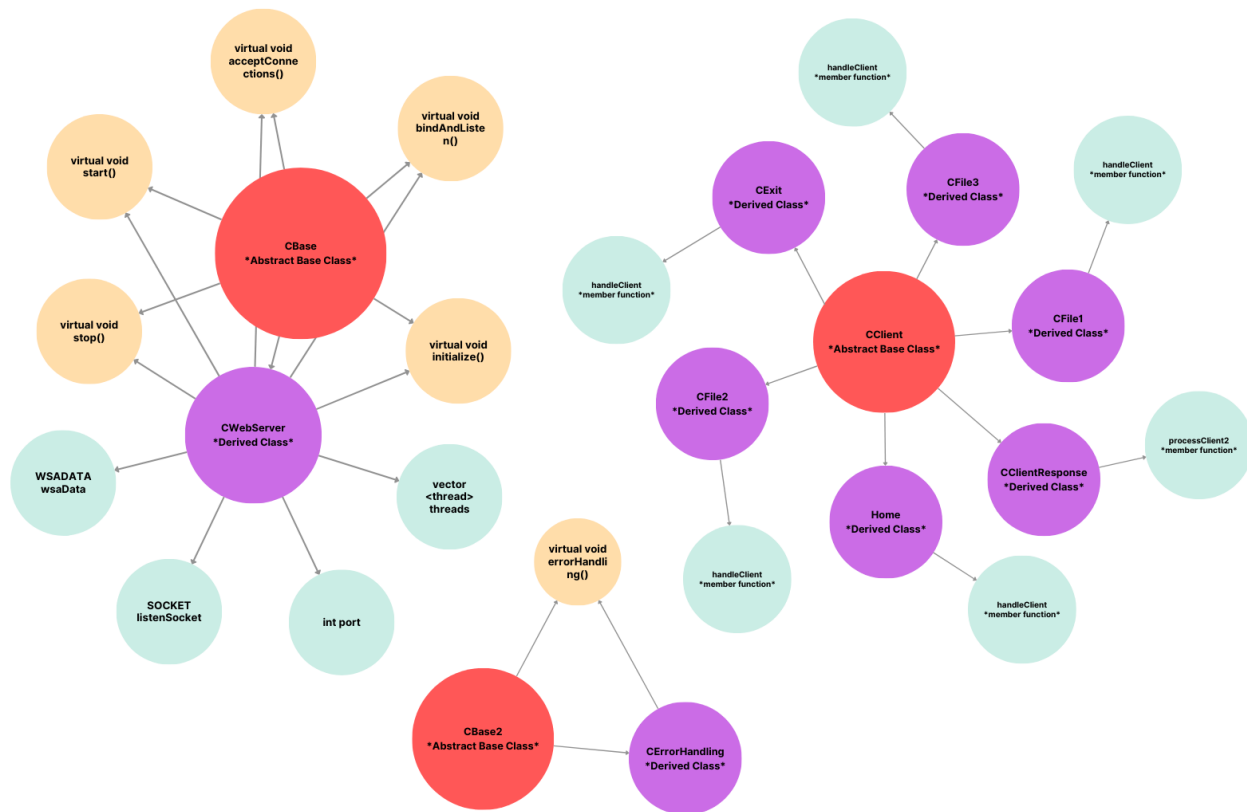 virtual void
acceptConne
ctions()
virtual void
bindAndListe
n()
virtual void
start()
CBase
*Abstract Base Class*
virtual void
stop()
virtual void
initialize()
CWebServer
*Derived Class*
WSADATA
wsaData
vector
<thread>
threads
SOCKET
listenSocket
int port
handleClient
*member function*
CFile3
*Derived Class*
handleClient
*member function*
CExit
*Derived Class*
handleClient
*member function*
CFile1
*Derived Class*
CClient
*Abstract Base Class*
CFile2
*Derived Class*
processClient2
*member function*
CClientResponse
*Derived Class*
Home
*Derived Class*
handleClient
*member function*
handleClient
*member function*
virtual void
errorHandli
ng()
CBase2
*Abstract Base Class*
CErrorHandling
*Derived Class*